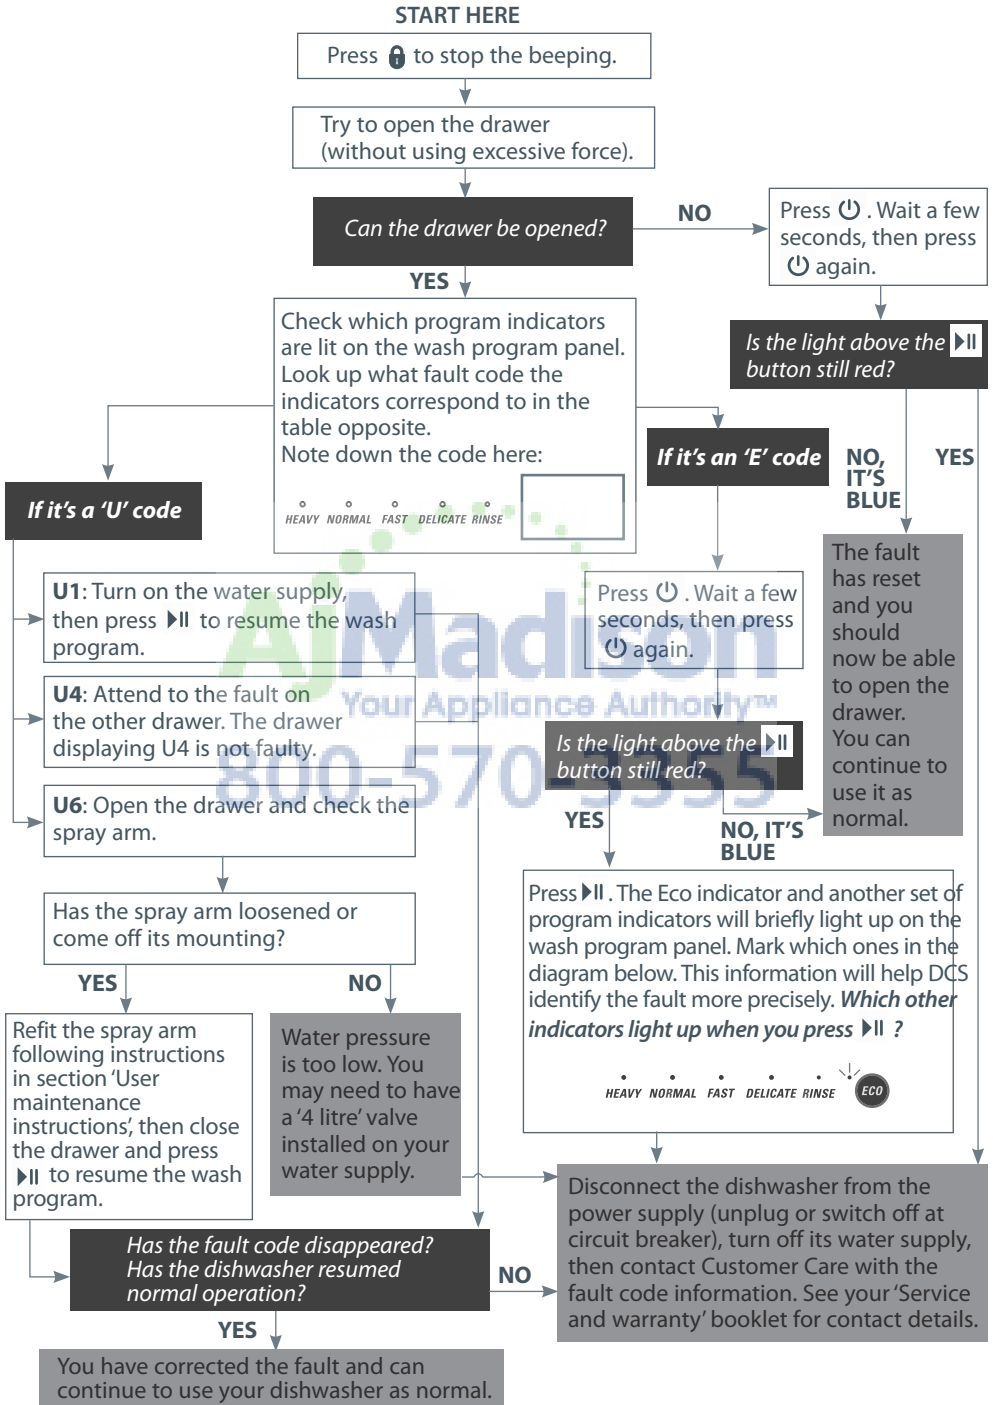 START HERE
Press to stop the beeping.
Try to open the drawer
(without using excessive force).
Can the drawer be opened?
NO
Press . Wait a few
seconds, then press
again.
YES
Is the light above the
button still red?
Check which program indicators
are lit on the wash program panel.
Look up what fault code the
indicators correspond to in the
table opposite.
Note down the code here:
HEAVY NORMAL FAST DELICATE RINSE
If it's a ‘U’ code
If it's an ‘E’ code
NO,
IT'S
BLUE
YES
The fault
has reset
and you
should
now be able
to open the
drawer.
You can
continue to
use it as
normal.
U1: Turn on the water supply,
then press to resume the wash
program.
U4: Attend to the fault on
the other drawer. The drawer
displaying U4 is not faulty.
U6: Open the drawer and check the
spray arm.
Press . Wait a few
seconds, then press
again.
Is the light above the
button still red?
YES
NO, IT'S
BLUE
AjMadison
Your Appliance Authority™
800-570-3355
Has the spray arm loosened or
come off its mounting?
YES
NO
Refit the spray arm
following instructions
in section ‘User
maintenance
instructions’, then close
the drawer and press
to resume the wash
program.
Water pressure
is too low. You
may need to have
a ‘4 litre’ valve
installed on your
water supply.
Press . The Eco indicator and another set of
program indicators will briefly light up on the
wash program panel. Mark which ones in the
diagram below. This information will help DCS
identify the fault more precisely. Which other
indicators light up when you press ?
HEAVY NORMAL FAST DELICATE RINSE ECO
Has the fault code disappeared?
Has the dishwasher resumed
normal operation?
NO
YES
Disconnect the dishwasher from the
power supply (unplug or switch off at
circuit breaker), turn off its water supply,
then contact Customer Care with the
fault code information. See your ‘Service
and warranty’ booklet for contact details.
You have corrected the fault and can
continue to use your dishwasher as normal.